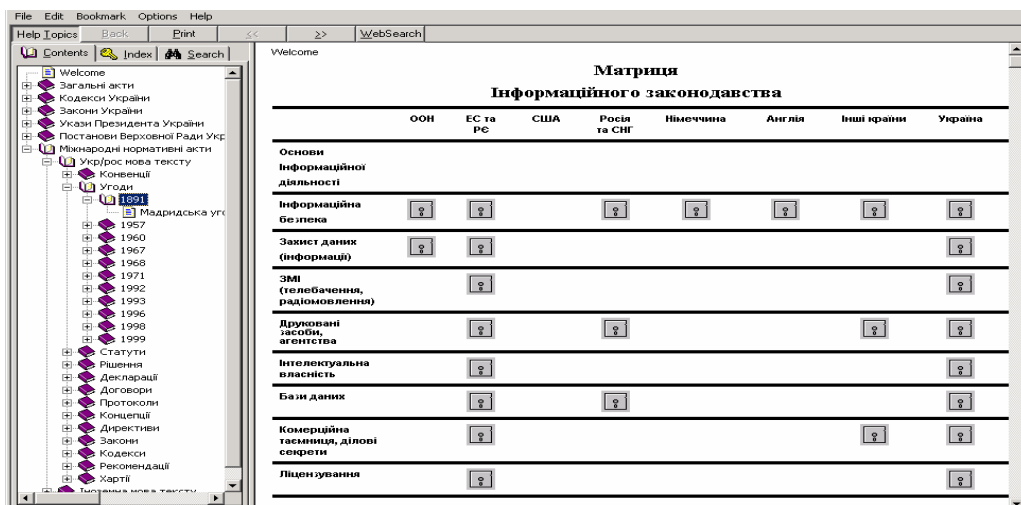 File Edit Bookmark Options Help
Help Topics Back Print << >> WebSearch
Contents Index Search
Welcome
Загальні акти
Кодекси України
Закони України
Укази Президента України
Постанови Верховної Ради Укр
Міжнародні нормативні акти
Укр/рос мова тексту
Конвенції
Угоди
1891
Мадридська уго
1957
1960
1967
1968
1971
1992
1993
1996
1998
1999
Статути
Рішення
Декларації
Договори
Протоколи
Концепції
Директиви
Закони
Кодекси
Рекомендації
Хартії
Іноземна мова тексту
Welcome
Матриця
Інформаційного законодавства
ООН ЕС та США Росія Німеччина Англія Інші країни Україна
РЄ та СНГ
Основи
Інформаційної
діяльності
Інформаційна
безпека
Захист даних
(інформації)
ЗМІ
(телебачення,
радіомовлення)
Друковані
засоби,
агентства
Інтелектуальна
власність
Бази даних
Комерційна
таємниця, ділові
секрети
Ліцензування